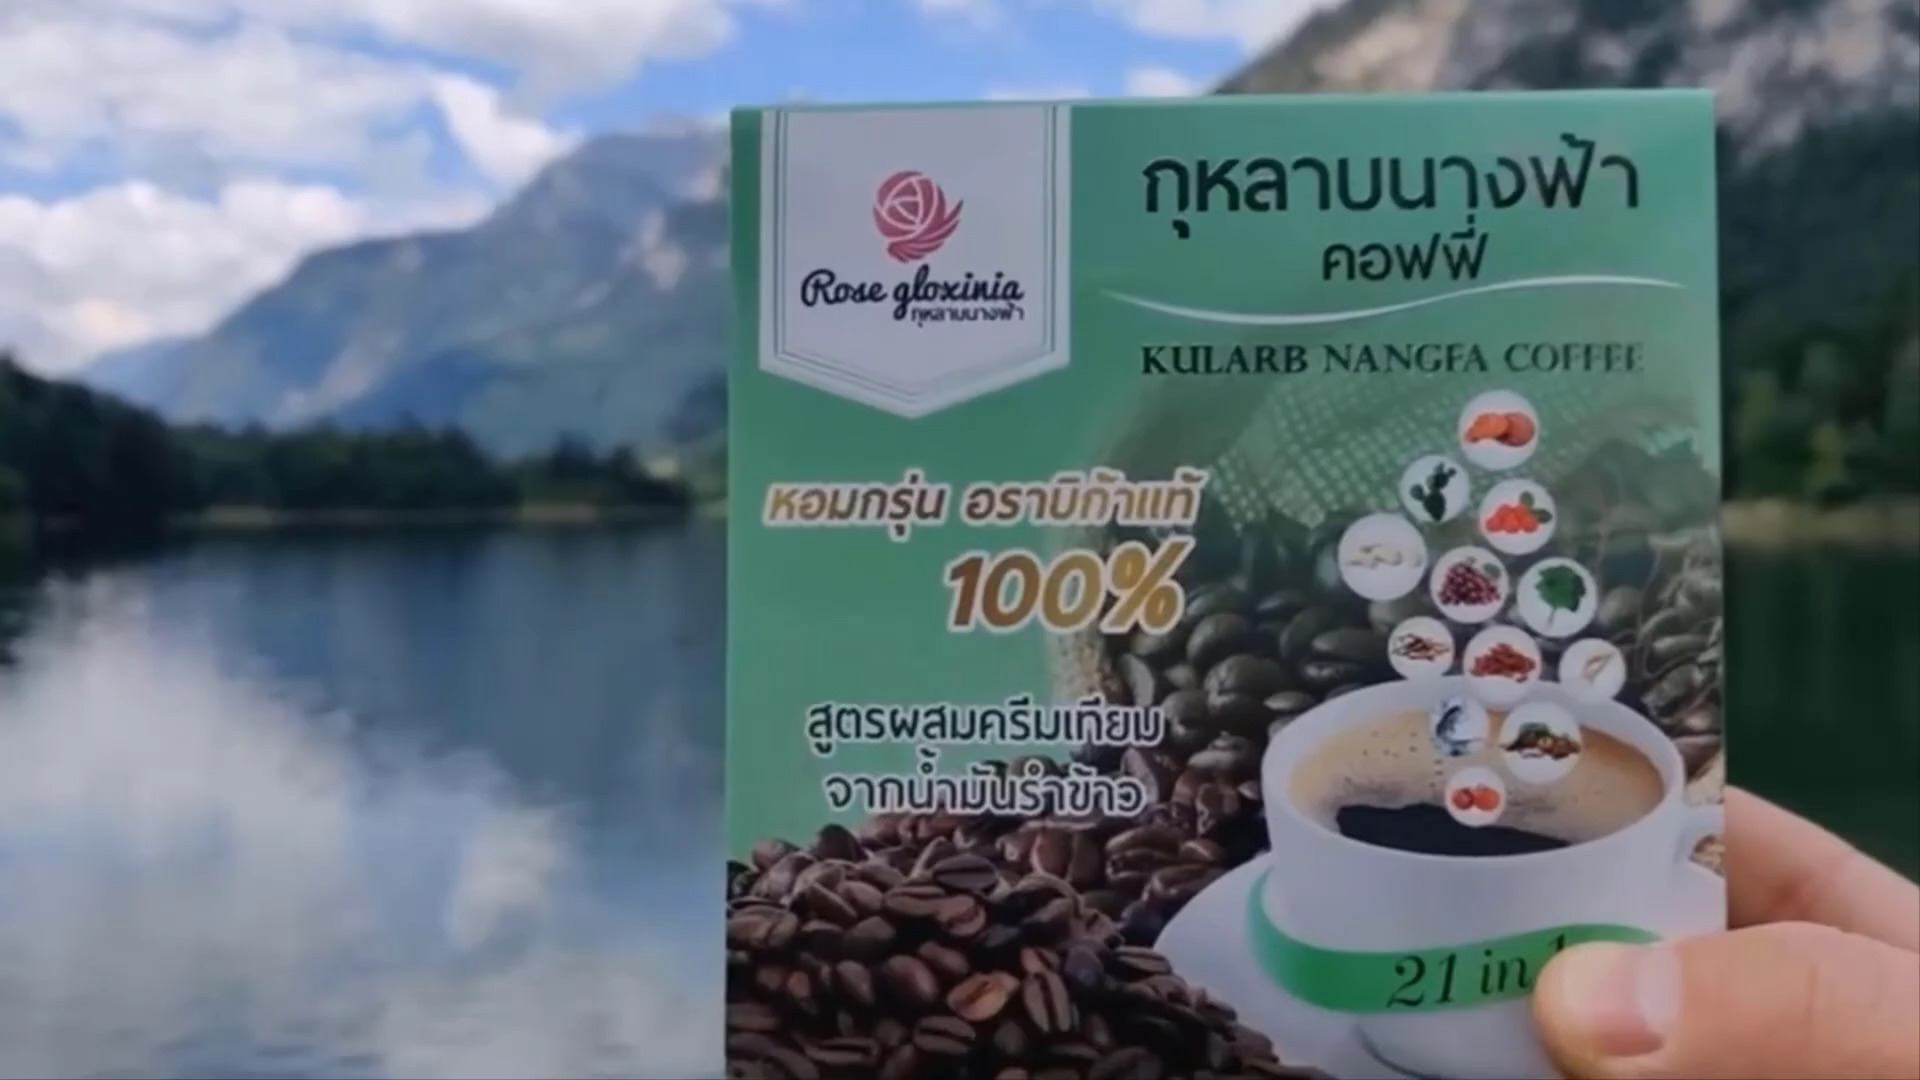 Rose gloxinia
กุหลาบนางฟ้า
กุหลาบนางฟ้า
คอฟฟี่
KULARB NANGFA COFFEE
หอมกรุ่น อราบิก้าแท้
100%
สูตรผสมครีมเทียม
จากน้ำมันรำข้าว
21 in 1